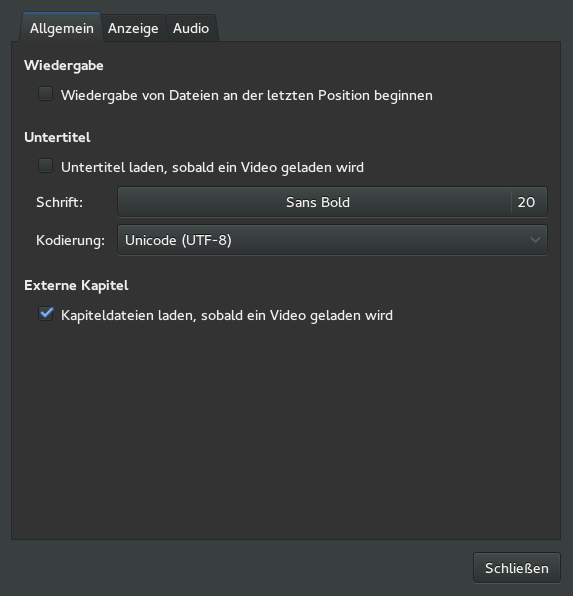 Allgemein Anzeige Audio
Wiedergabe
Wiedergabe von Dateien an der letzten Position beginnen
Untertitel
Untertitel laden, sobald ein Video geladen wird
Schrift: Sans Bold 20
Kodierung: Unicode (UTF-8)
Externe Kapitel
Kapiteldateien laden, sobald ein Video geladen wird
Schließen